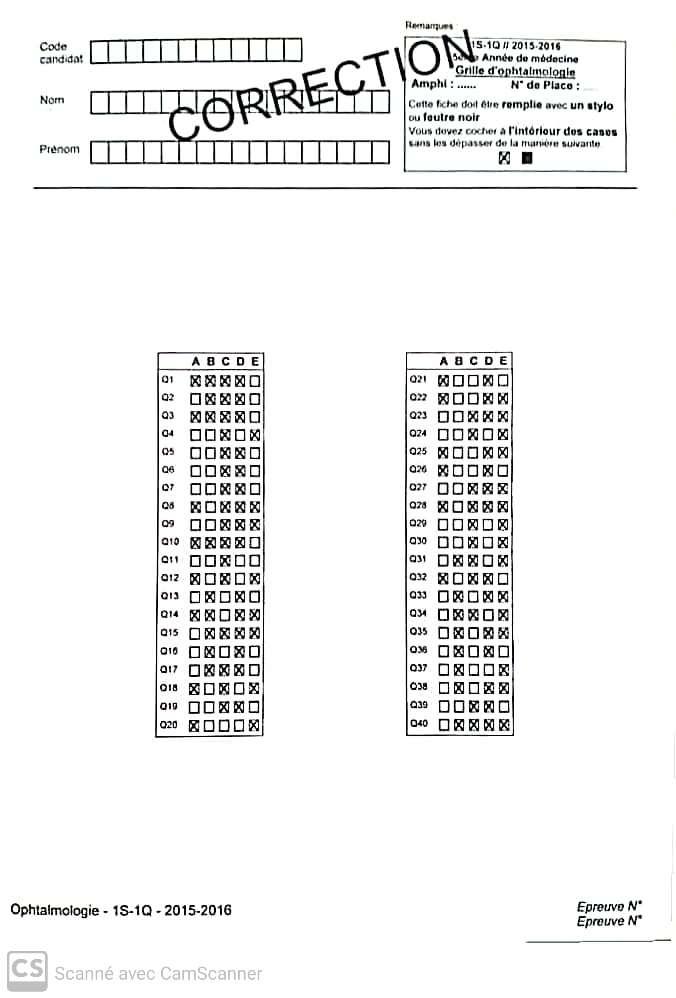 Remarques :
Code
candidat
Nom
Prénom
CORRECTION
1S-1Q // 2015-2016
Année de médecine
Grille d'ophtalmologie
Amphi : ...... N° de Place :
Cette fiche doit être remplie avec un stylo
ou feutre noir
Vous devez cocher à l'intérieur des cases
sans les dépasser de la manière suivante
A B C D E
Q1
Q2
Q3
Q4
Q5
Q6
Q7
Q8
Q9
Q10
Q11
Q12
Q13
Q14
Q15
Q16
Q17
Q18
Q19
Q20
A B C D E
Q21
Q22
Q23
Q24
Q25
Q26
Q27
Q28
Q29
Q30
Q31
Q32
Q33
Q34
Q35
Q36
Q37
Q38
Q39
Q40
Ophtalmologie - 1S-1Q - 2015-2016
Epreuve N°
Epreuve N°
CS Scanné avec CamScanner